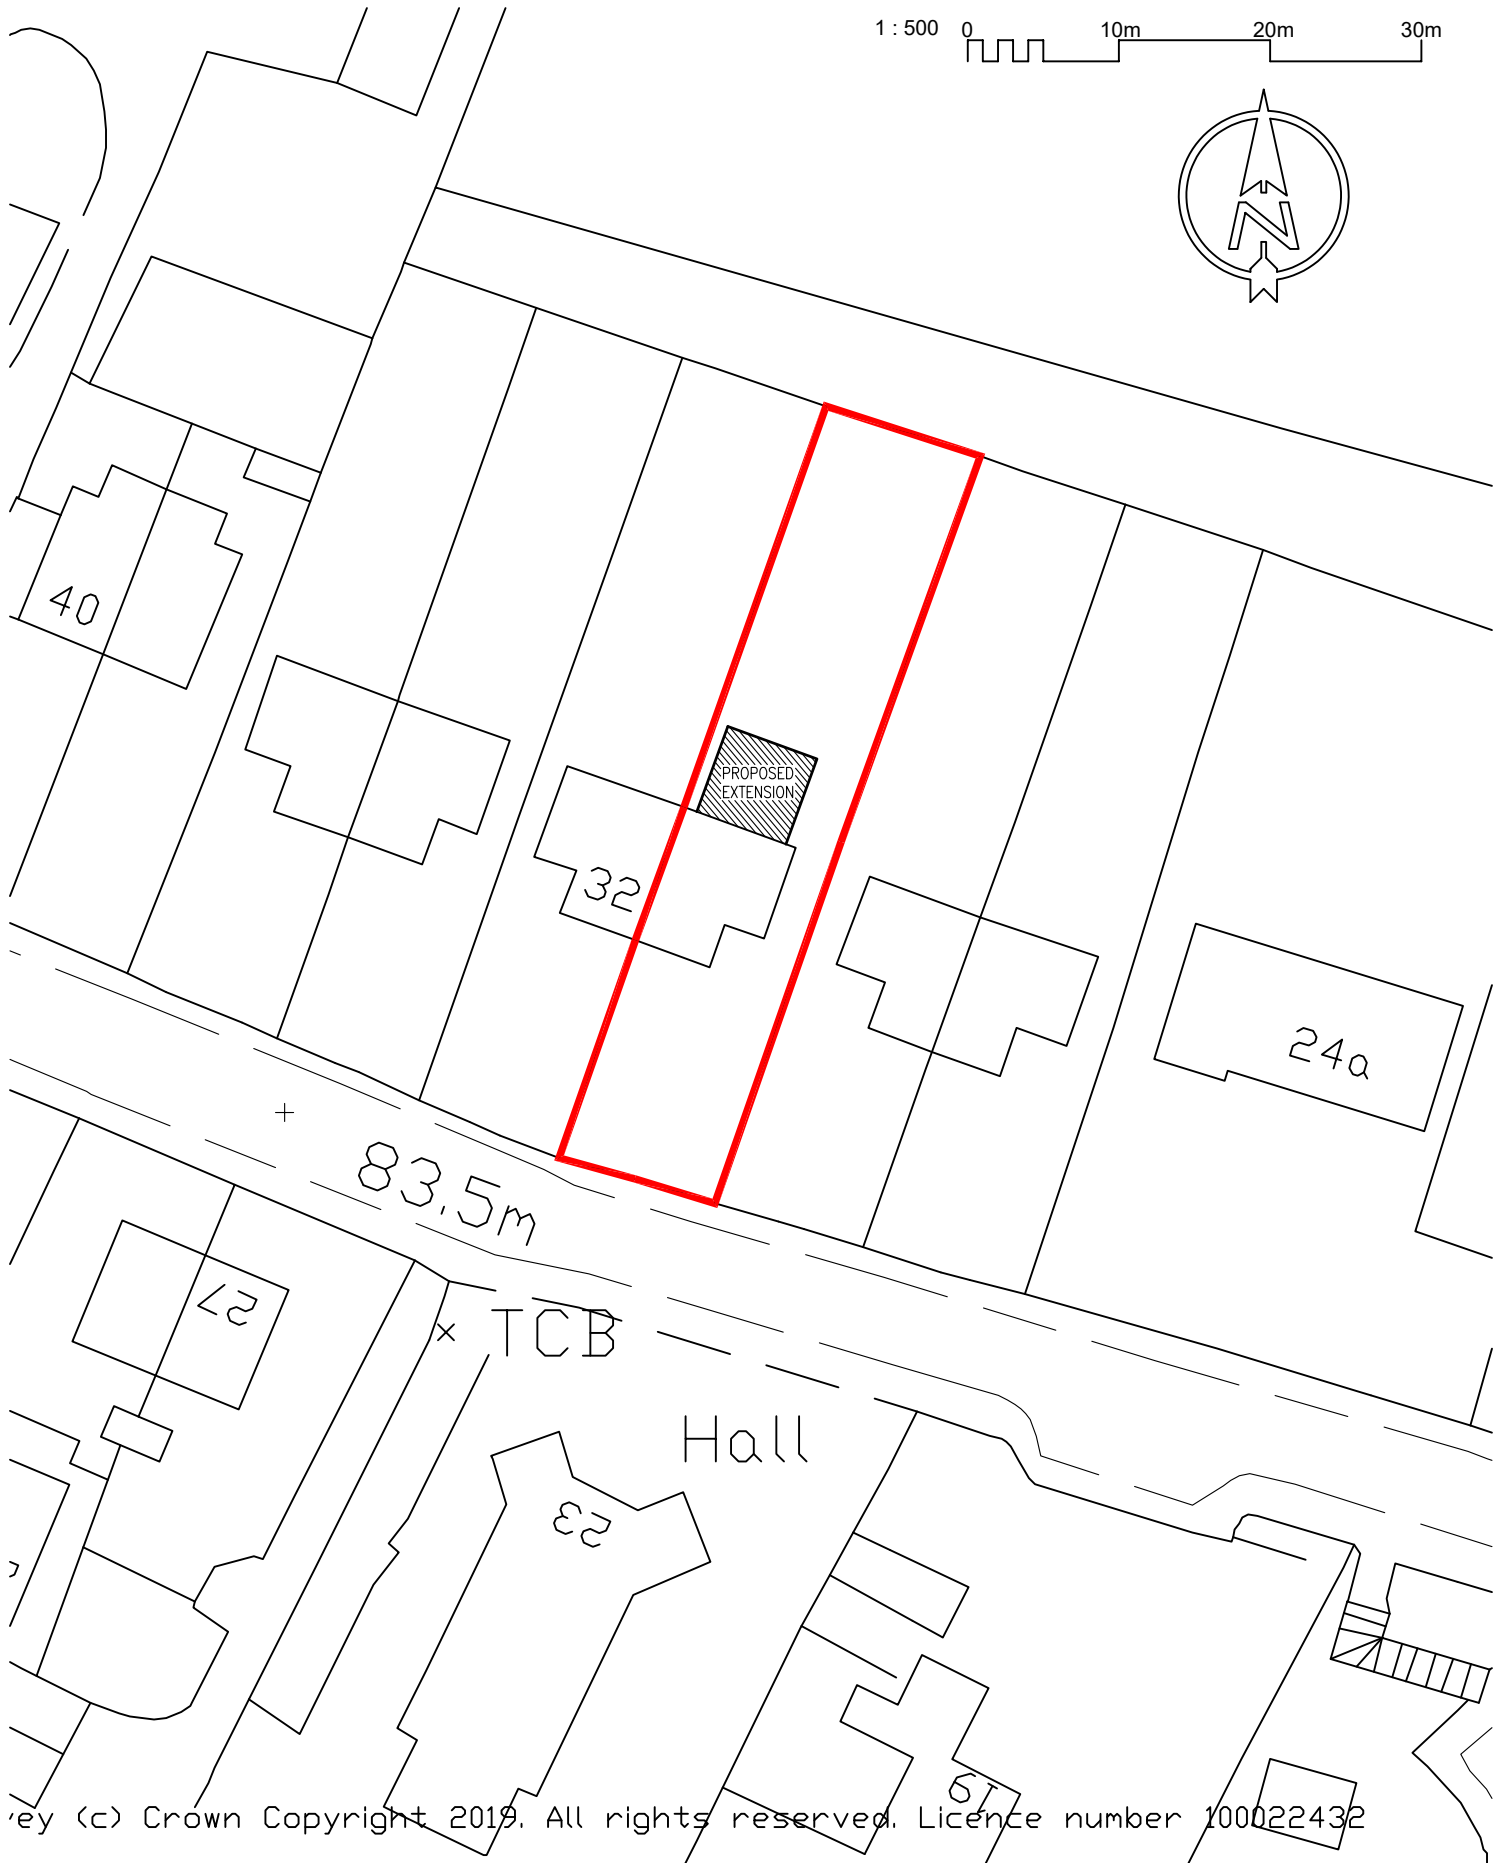 1 : 500 0 10m 20m 30m
N
40
PROPOSED
EXTENSION
32
24a
83.5m
27
TCB
Hall
23
19
vey (c) Crown Copyright 2019. All rights reserved. Licence number 100022432